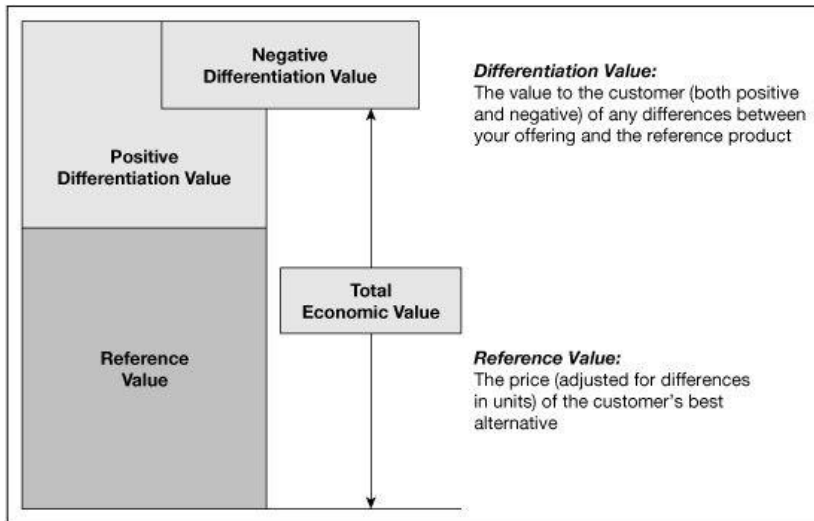 Negative
Differentiation Value
Differentiation Value:
The value to the customer (both positive
and negative) of any differences between
your offering and the reference product
Positive
Differentiation Value
Total
Economic Value
Reference
Value
Reference Value:
The price (adjusted for differences
in units) of the customer's best
alternative